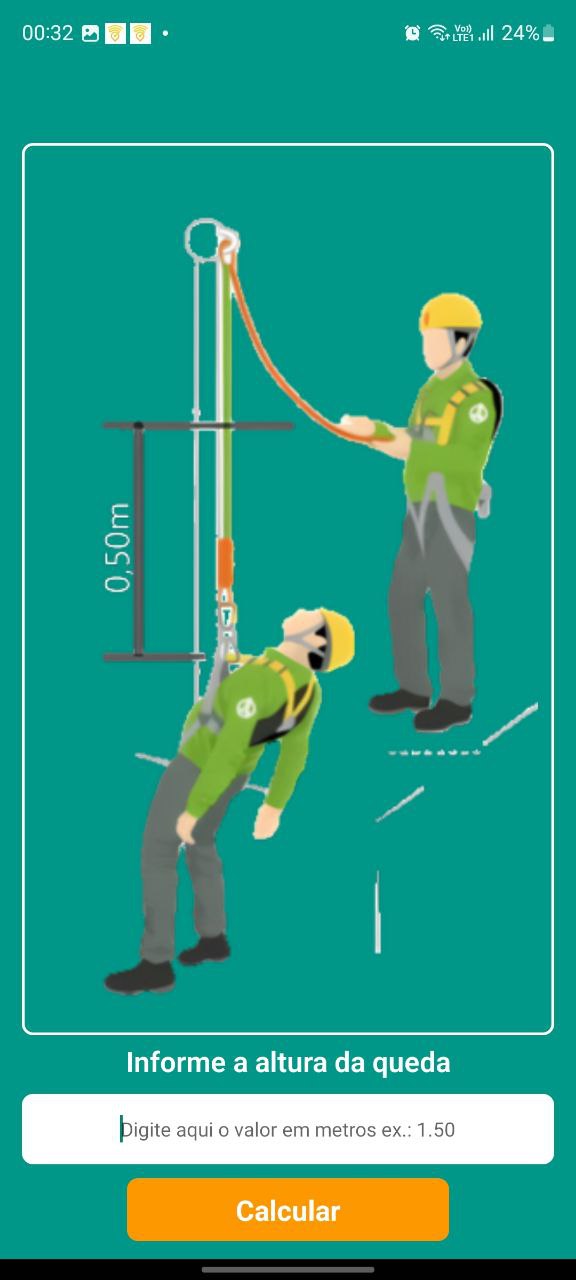 00:32 Vo)) LTE1 24%
0,50m
Informe a altura da queda
Digite aqui o valor em metros ex.: 1.50
Calcular